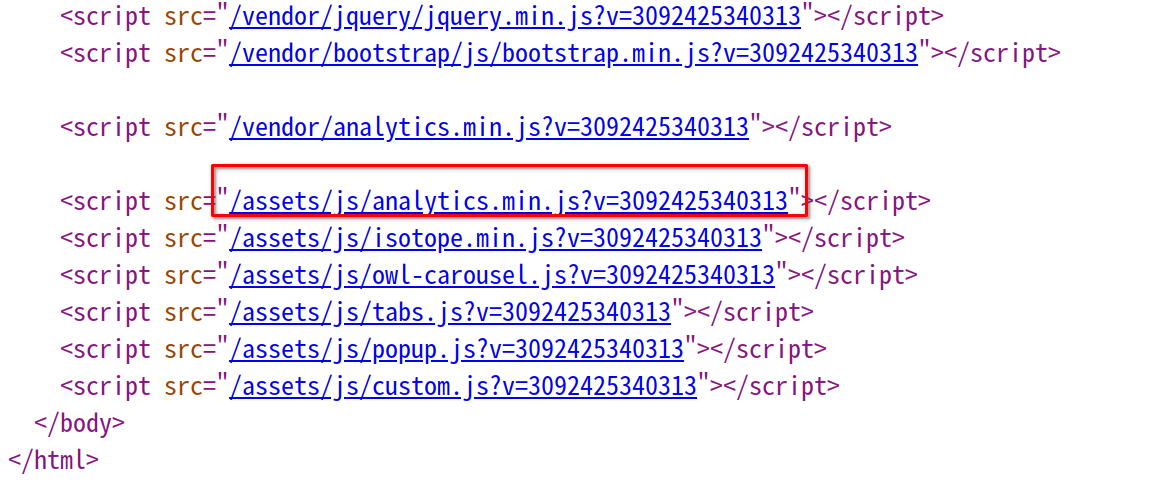 <script src="/vendor/jquery/jquery.min.js?v=3092425340313"></script>
<script src="/vendor/bootstrap/js/bootstrap.min.js?v=3092425340313"></script>
<script src="/vendor/analytics.min.js?v=3092425340313"></script>
<script src="/assets/js/analytics.min.js?v=3092425340313"></script>
<script src="/assets/js/isotope.min.js?v=3092425340313"></script>
<script src="/assets/js/owl-carousel.js?v=3092425340313"></script>
<script src="/assets/js/tabs.js?v=3092425340313"></script>
<script src="/assets/js/popup.js?v=3092425340313"></script>
<script src="/assets/js/custom.js?v=3092425340313"></script>
</body>
</html>